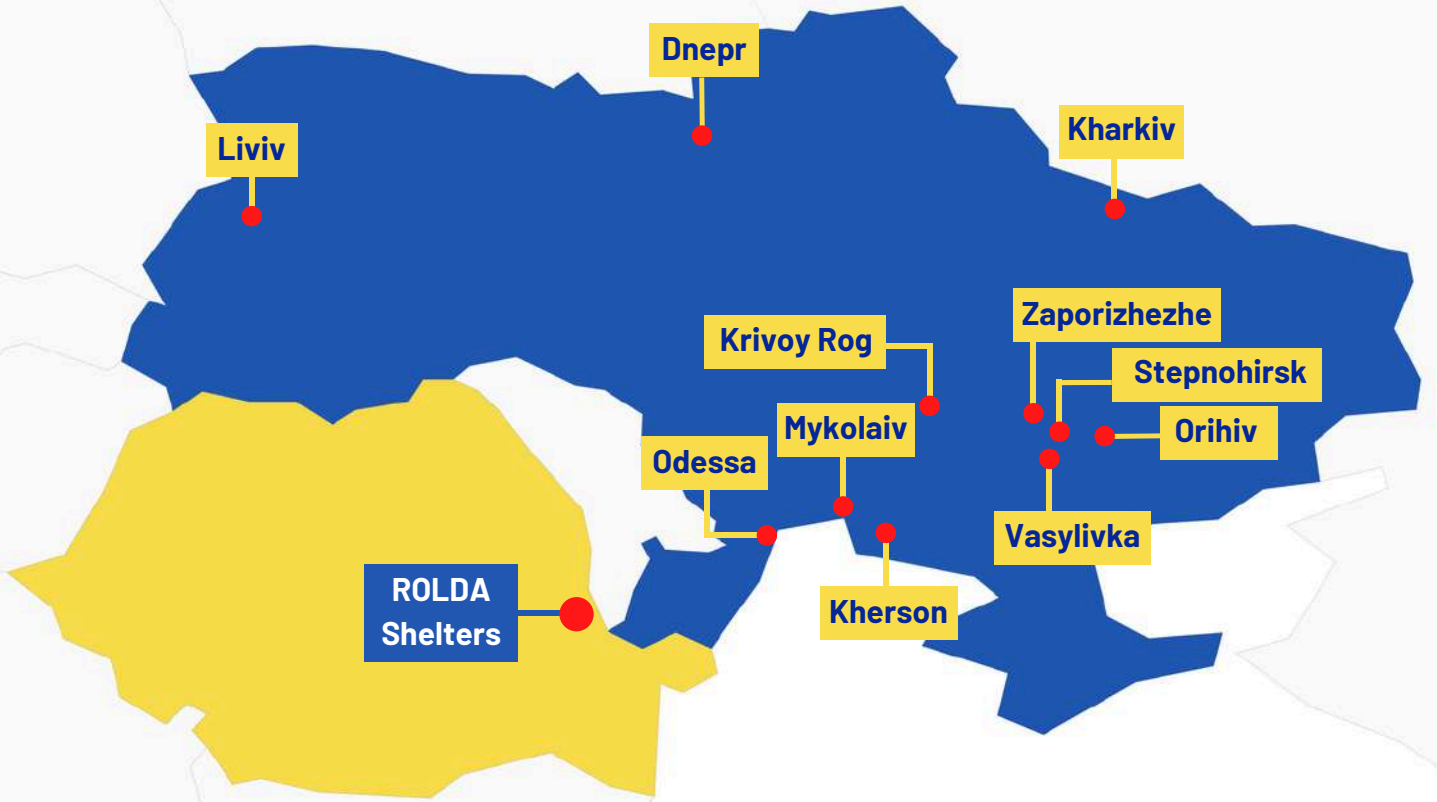 Dnepr
Kharkiv
Liviv
Zaporizhezhe
Krivoy Rog
Stepnohirsk
Mykolaiv
Orihiv
Odessa
Vasylivka
ROLDA
Shelters
Kherson